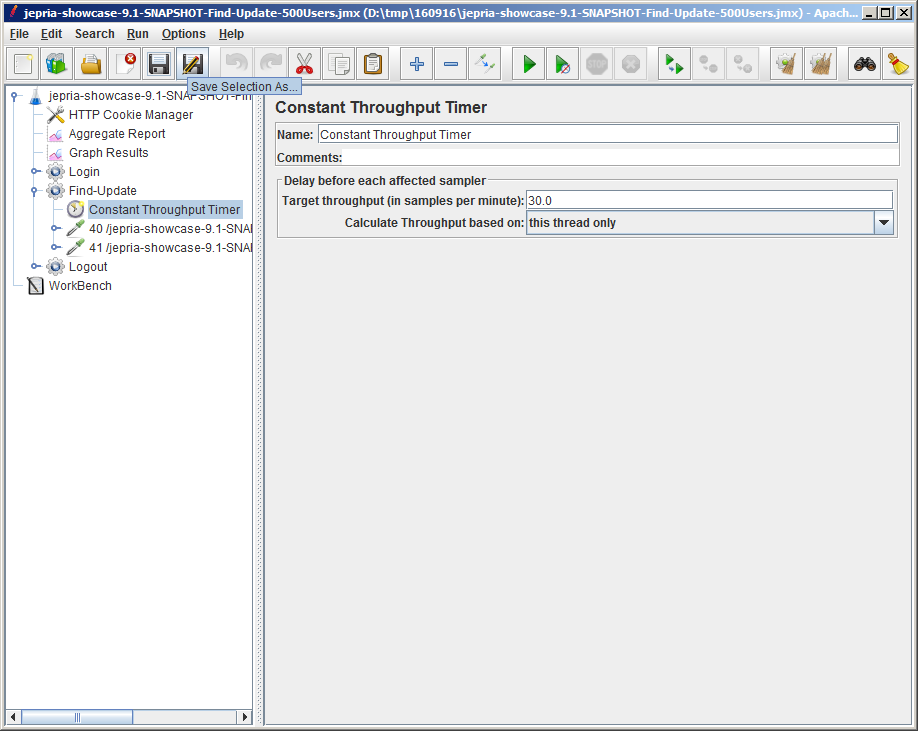 jepria-showcase-9.1-SNAPSHOT-Find-Update-500Users.jmx (D:\tmp\160916\jepria-showcase-9.1-SNAPSHOT-Find-Update-500Users.jmx) - Apach...
File Edit Search Run Options Help
STOP
Save Selection As...
jepria-showcase-9.1-SNAPSHOT-Fin
HTTP Cookie Manager
Aggregate Report
Graph Results
Login
Find-Update
Constant Throughput Timer
40 /jepria-showcase-9.1-SNAI
41 /jepria-showcase-9.1-SNAI
Logout
WorkBench
Constant Throughput Timer
Name: Constant Throughput Timer
Comments:
Delay before each affected sampler
Target throughput (in samples per minute): 30.0
Calculate Throughput based on: this thread only